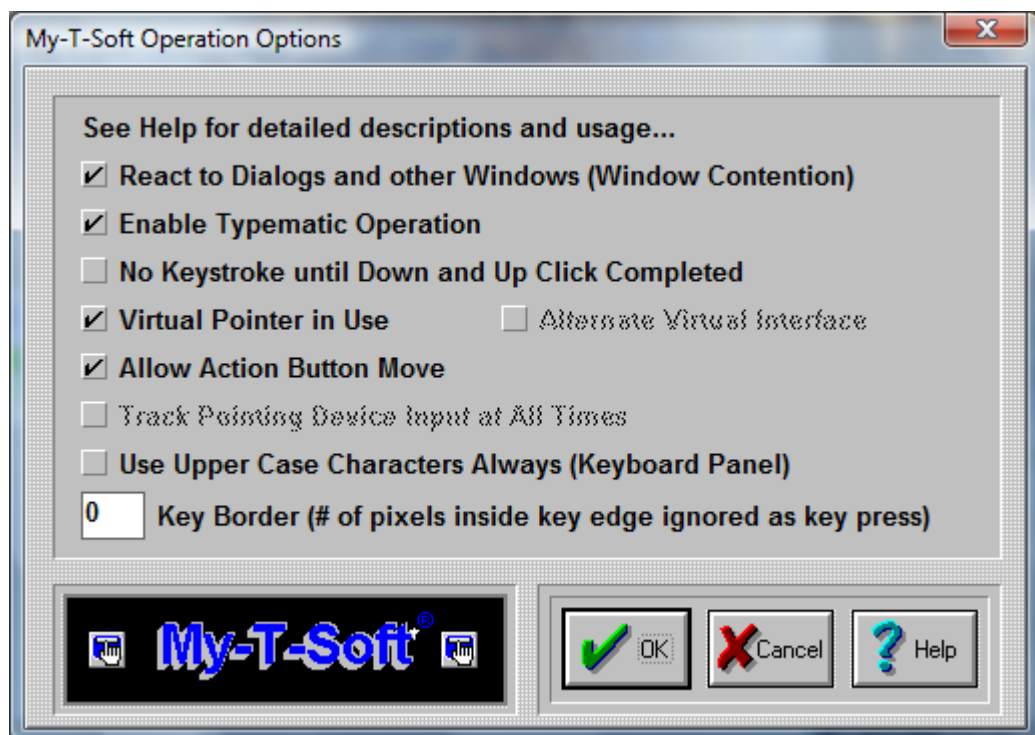 My-T-Soft Operation Options
See Help for detailed descriptions and usage...
React to Dialogs and other Windows (Window Contention)
Enable Typematic Operation
No Keystroke until Down and Up Click Completed
Virtual Pointer in Use Alternate Virtual Interface
Allow Action Button Move
Track Pointing Device Input at All Times
Use Upper Case Characters Always (Keyboard Panel)
0 Key Border (# of pixels inside key edge ignored as key press)
My-T-Soft® OK Cancel Help